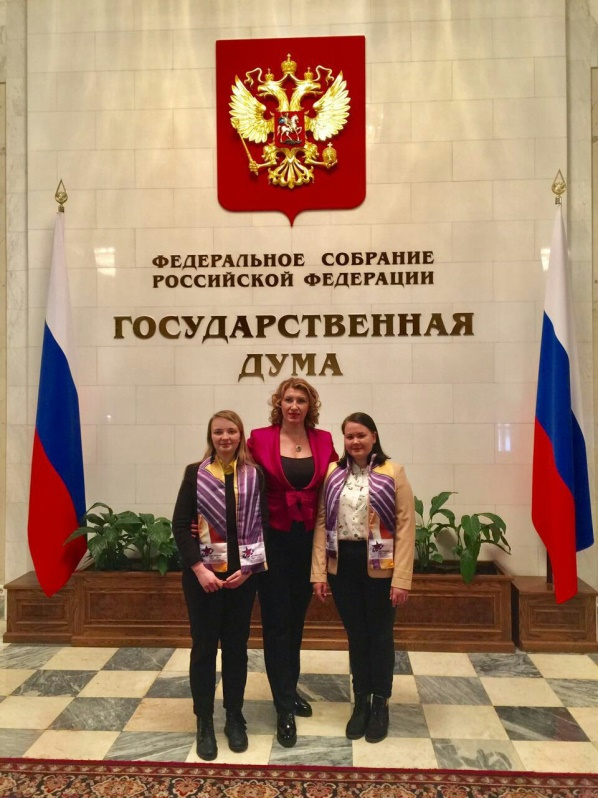 ФЕДЕРАЛЬНОЕ СОБРАНИЕ
РОССИЙСКОЙ ФЕДЕРАЦИИ
ГОСУДАРСТВЕННАЯ
ДУМА